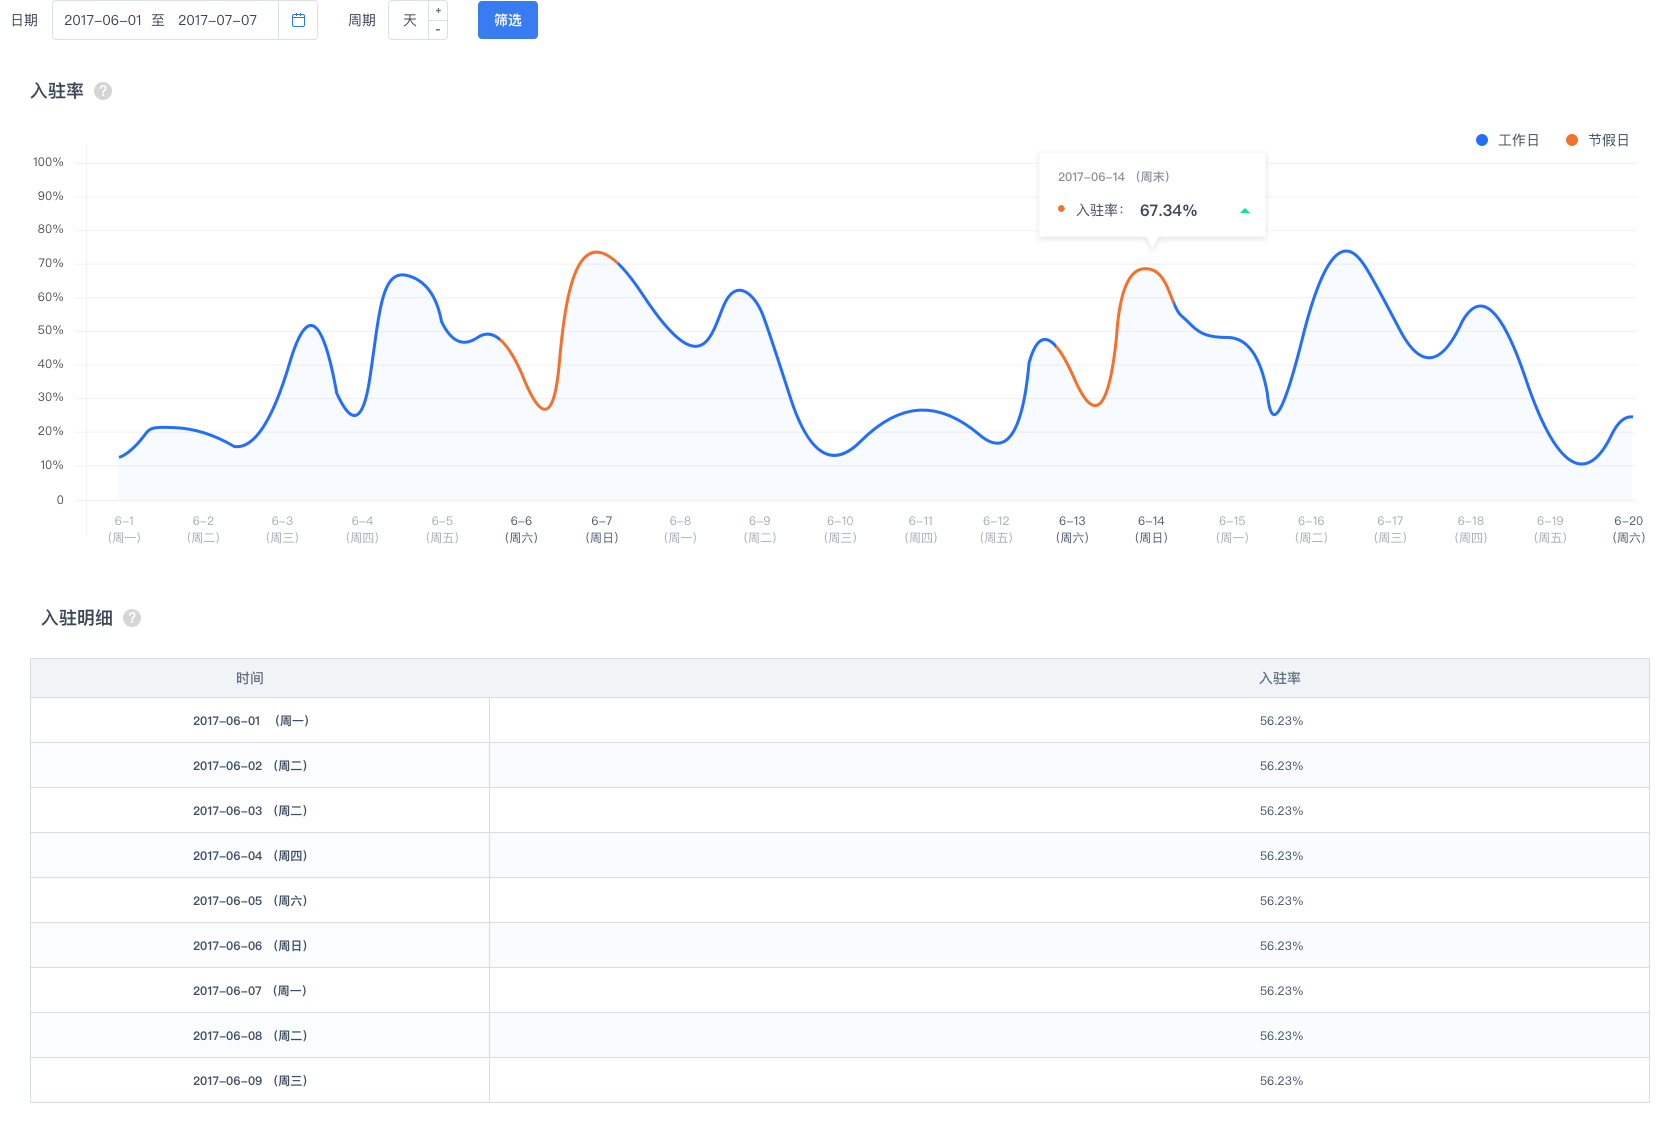 日期 2017-06-01 至 2017-07-07 周期 天 + - 筛选
入驻率 ?
工作日 节假日
100%
90%
80%
70%
60%
50%
40%
30%
20%
10%
0
2017-06-14 (周末)
入驻率: 67.34%
6-1 6-2 6-3 6-4 6-5 6-6 6-7 6-8 6-9 6-10 6-11 6-12 6-13 6-14 6-15 6-16 6-17 6-18 6-19 6-20
(周一) (周二) (周三) (周四) (周五) (周六) (周日) (周一) (周二) (周三) (周四) (周五) (周六) (周日) (周一) (周二) (周三) (周四) (周五) (周六)
入驻明细 ?
时间 入驻率
2017-06-01 (周一) 56.23%
2017-06-02 (周二) 56.23%
2017-06-03 (周二) 56.23%
2017-06-04 (周四) 56.23%
2017-06-05 (周六) 56.23%
2017-06-06 (周日) 56.23%
2017-06-07 (周一) 56.23%
2017-06-08 (周二) 56.23%
2017-06-09 (周三) 56.23%